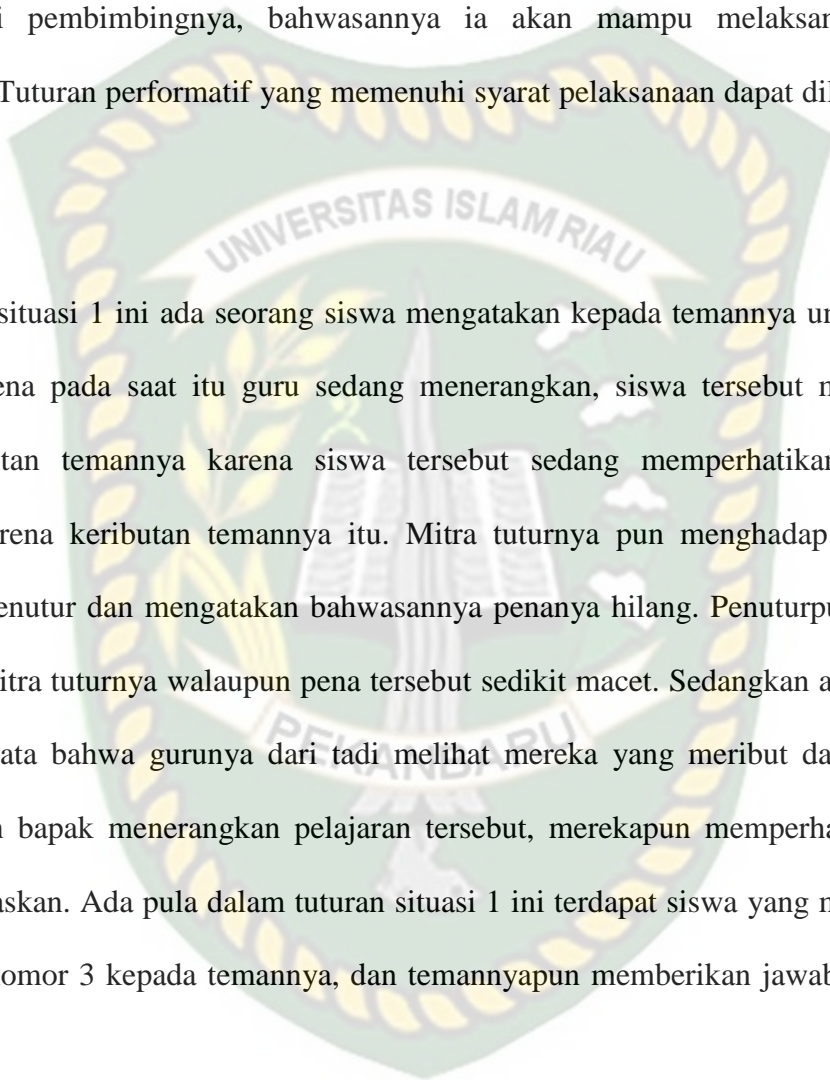 i pembimbingnya, bahwasannya ia akan mampu melaksan
Tuturan performatif yang memenuhi syarat pelaksanaan dapat dil
UNIVERSITAS ISLAM RIAU
situasi 1 ini ada seorang siswa mengatakan kepada temannya un
ena pada saat itu guru sedang menerangkan, siswa tersebut m
tan temannya karena siswa tersebut sedang memperhatikan
rena keributan temannya itu. Mitra tuturnya pun menghadap
enutur dan mengatakan bahwasannya penanya hilang. Penuturpu
itra tuturnya walaupun pena tersebut sedikit macet. Sedangkan a
PEKANBARU
ata bahwa gurunya dari tadi melihat mereka yang meribut da
n bapak menerangkan pelajaran tersebut, merekapun memperha
askan. Ada pula dalam tuturan situasi 1 ini terdapat siswa yang m
nomor 3 kepada temannya, dan temannyapun memberikan jawab